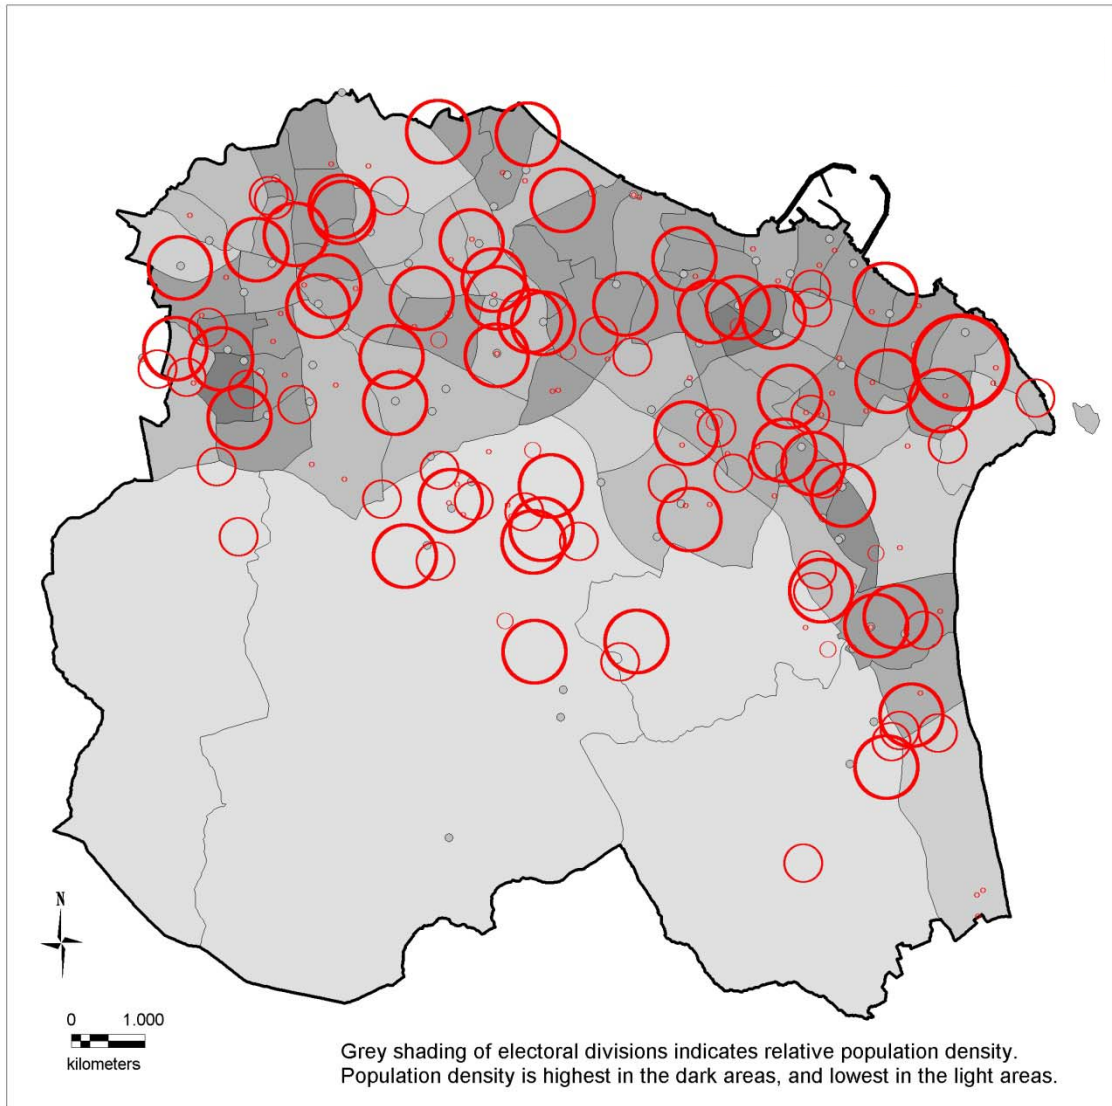 N
0 1.000
kilometers
Grey shading of electoral divisions indicates relative population density.
Population density is highest in the dark areas, and lowest in the light areas.